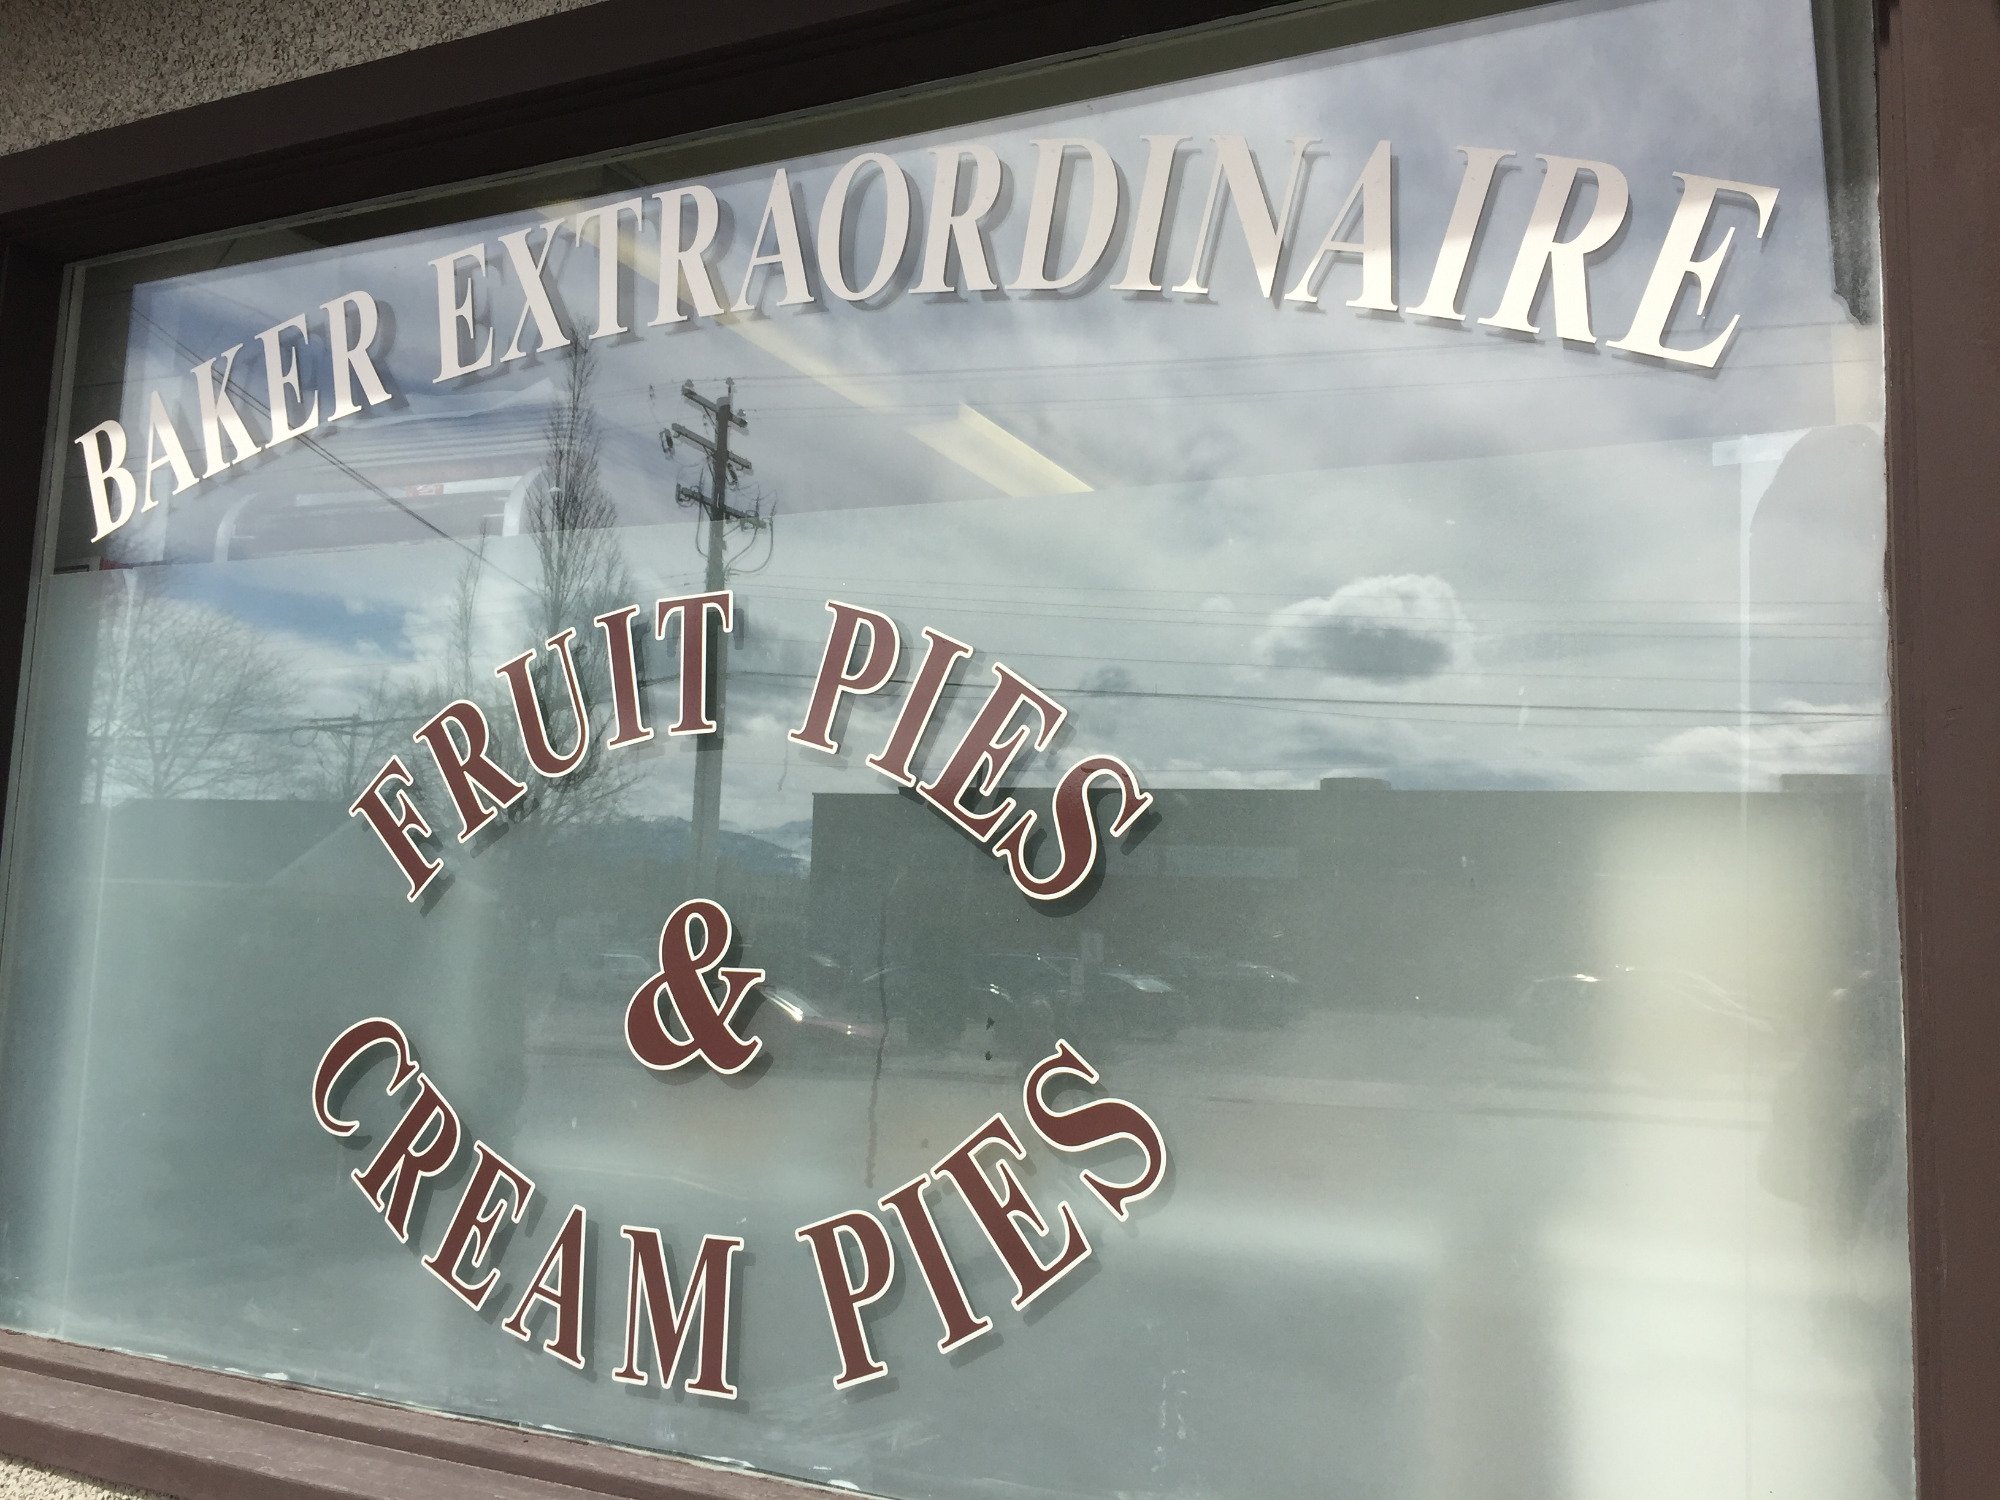 BAKER EXTRAORDINAIRE
FRUIT PIES
&
CREAM PIES